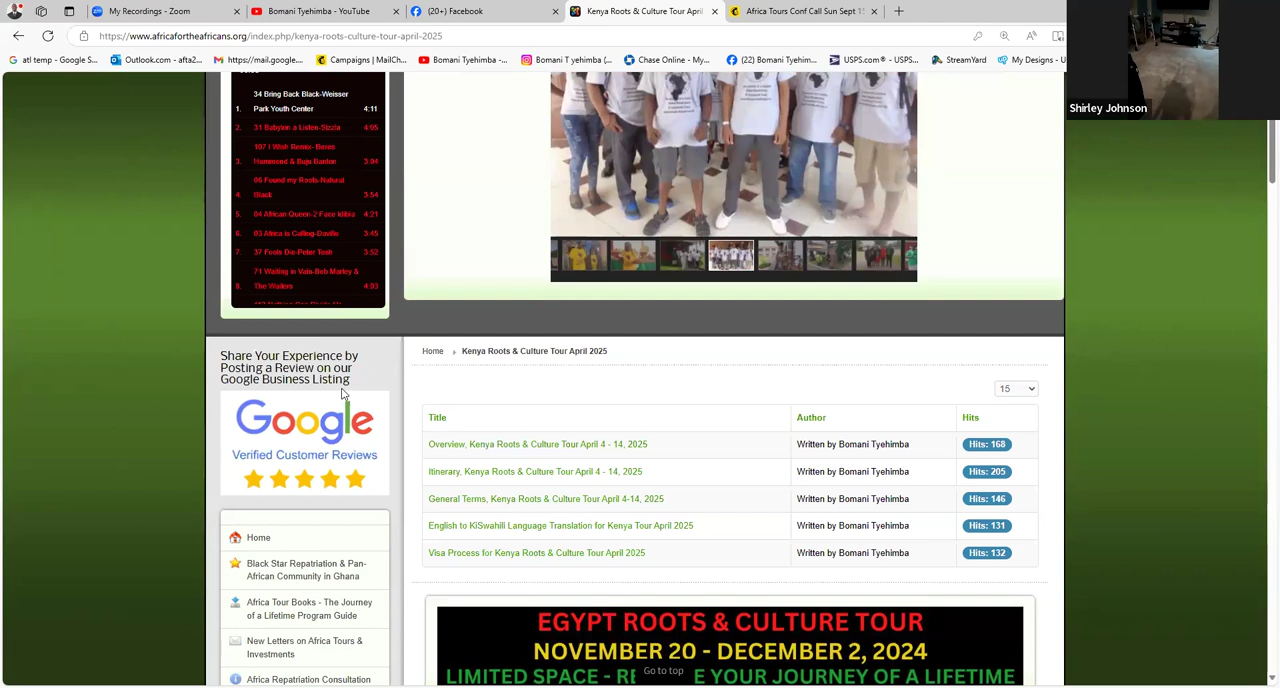 My Recordings - Zoom
Bomani Tyehimba - YouTube
(20+) Facebook
Kenya Roots & Culture Tour April
Africa Tours Conf Call Sun Sept 15
https://www.africafortheafricans.org/index.php/kenya-roots-culture-tour-april-2025
atl temp - Google S...
Outlook.com - afta2...
https://mail.google....
Campaigns | MailCh...
Bomani Tyehimba -...
Bomani T yehimba (...
Chase Online - My...
(22) Bomani Tyehim...
USPS.com® - USPS...
StreamYard
My Designs -
Shirley Johnson
34 Bring Back Black-Weisser
1. Park Youth Center 4:11
2. 31 Babylon a Listen-Sizzla 4:05
107 I Wish Remix- Beres
3. Hammond & Buju Banton 3:04
06 Found my Roots-Natural
4. Black 3:54
5. 04 African Queen-2 Face Idibia 4:21
6. 03 Africa is Calling-Daville 3:45
7. 37 Fools Die-Peter Tosh 3:52
71 Waiting in Vain-Bob Marley &
8. The Wailers 4:03
Share Your Experience by
Posting a Review on our
Google Business Listing
Google
Verified Customer Reviews
Home
Black Star Repatriation & Pan-
African Community in Ghana
Africa Tour Books - The Journey
of a Lifetime Program Guide
New Letters on Africa Tours &
Investments
Africa Repatriation Consultation
Home Kenya Roots & Culture Tour April 2025
15
Title Author Hits
Overview, Kenya Roots & Culture Tour April 4 - 14, 2025 Written by Bomani Tyehimba Hits: 168
Itinerary, Kenya Roots & Culture Tour April 4 - 14, 2025 Written by Bomani Tyehimba Hits: 205
General Terms, Kenya Roots & Culture Tour April 4-14, 2025 Written by Bomani Tyehimba Hits: 146
English to KiSwahili Language Translation for Kenya Tour April 2025 Written by Bomani Tyehimba Hits: 131
Visa Process for Kenya Roots & Culture Tour April 2025 Written by Bomani Tyehimba Hits: 132
EGYPT ROOTS & CULTURE TOUR
NOVEMBER 20 - DECEMBER 2, 2024
LIMITED SPACE - RE E YOUR JOURNEY OF A LIFETIME
Go to top